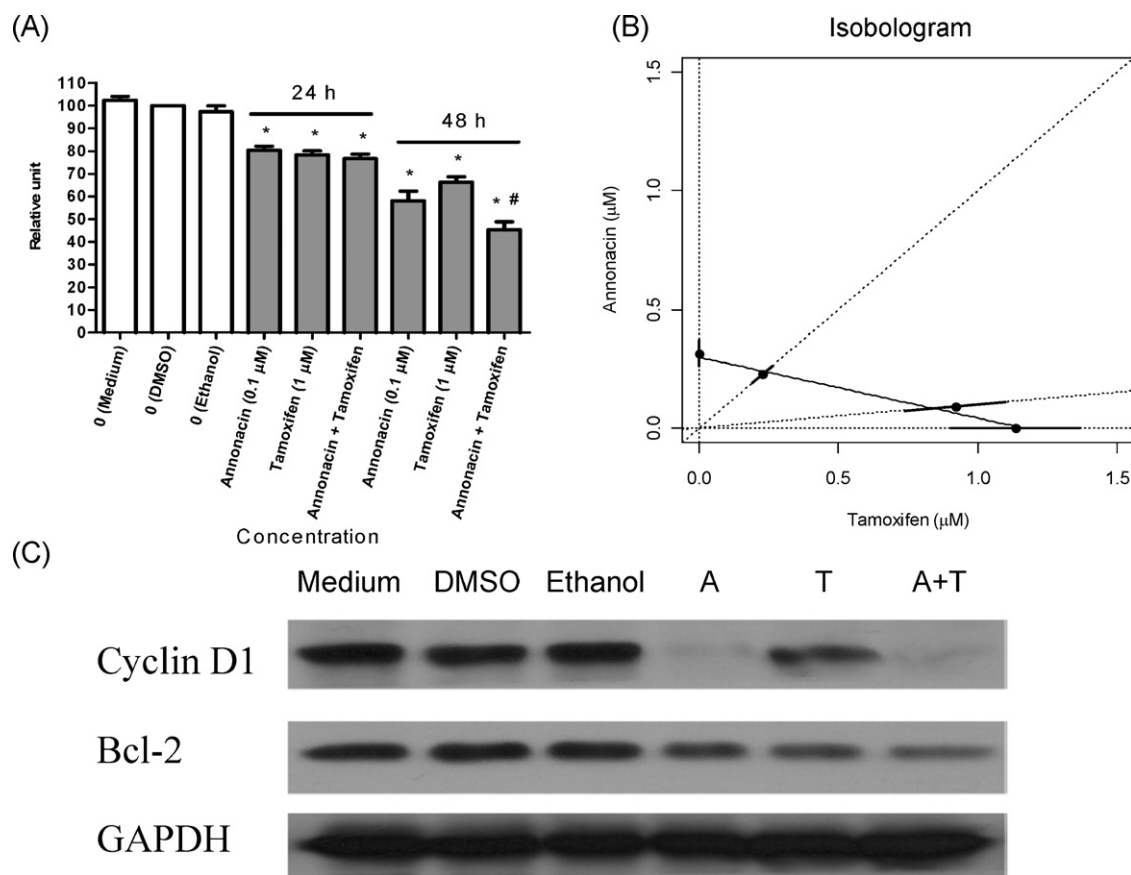 (A)
110
100
90
80
70
60
50
40
30
20
10
0
Relative unit
24 h
48 h
*
*
*
*
*
* #
0 (Medium)
0 (DMSO)
0 (Ethanol)
Annonacin (0.1 μM)
Tamoxifen (1 μM)
Annonacin + Tamoxifen
Annonacin (0.1 μM)
Tamoxifen (1 μM)
Annonacin + Tamoxifen
Concentration
(B)
Isobologram
Annonacin (μM)
1.5
1.0
0.5
0.0
0.0 0.5 1.0 1.5
Tamoxifen (μM)
(C)
Medium DMSO Ethanol A T A+T
Cyclin D1
Bcl-2
GAPDH